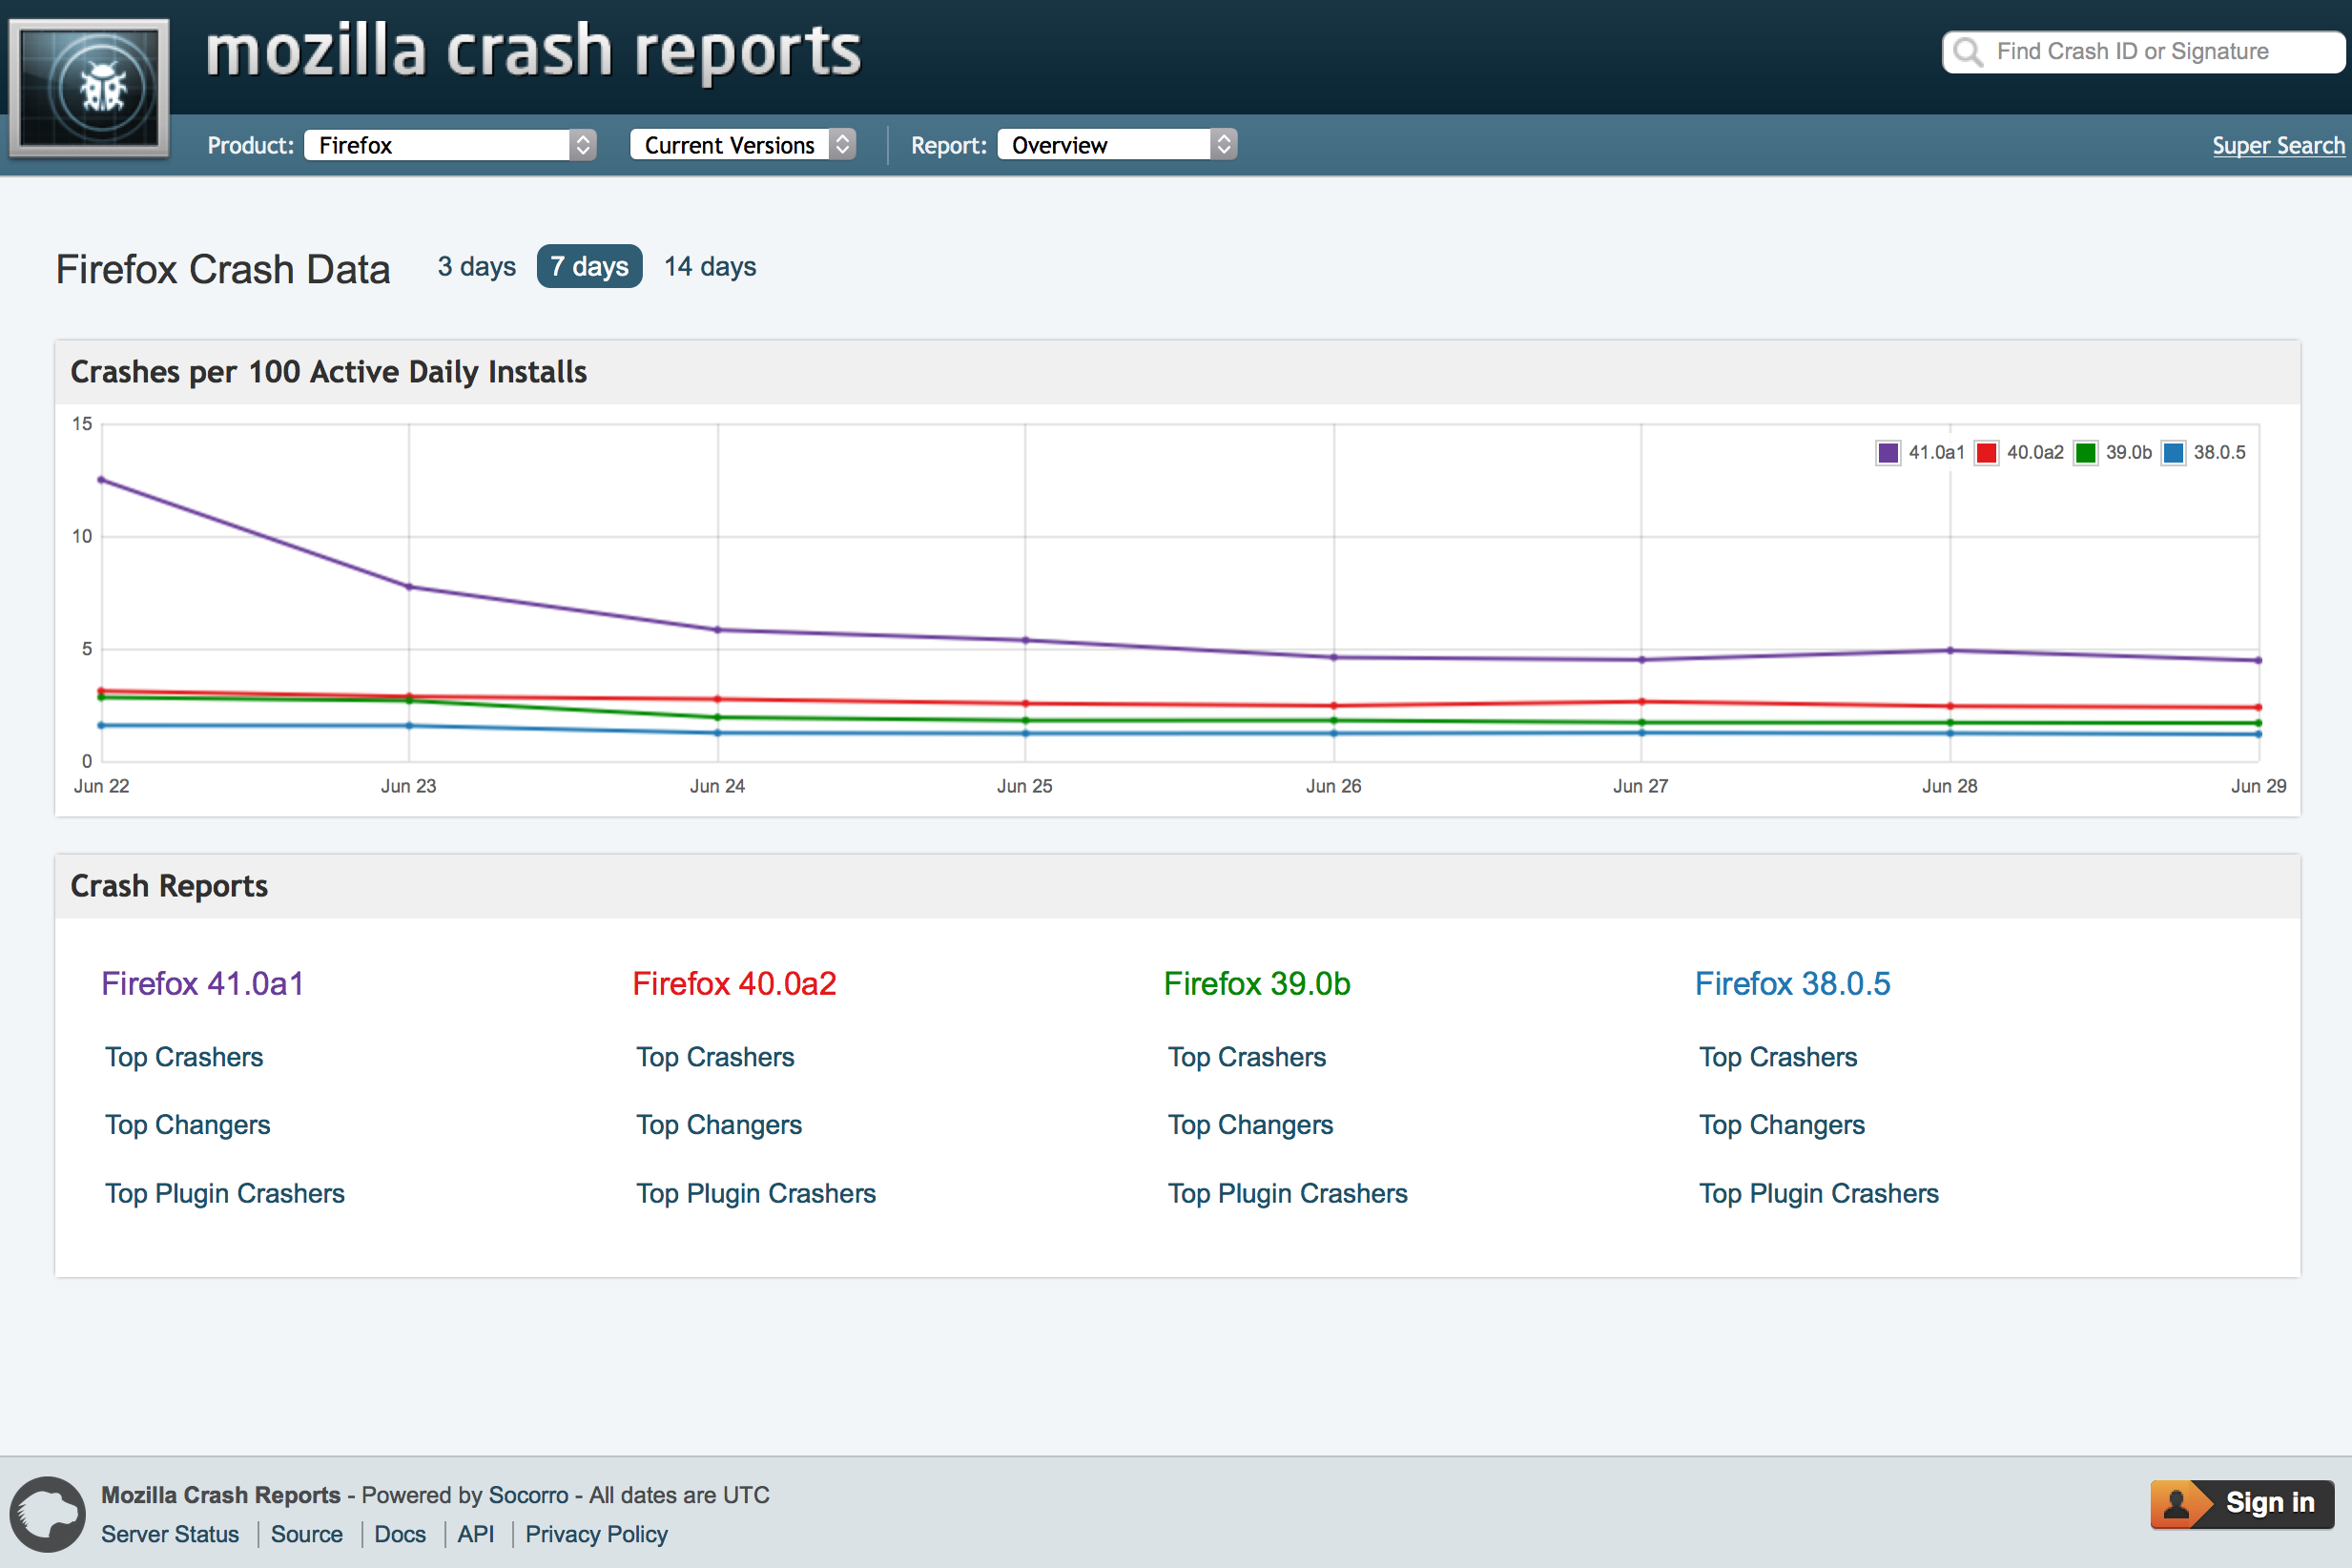 mozilla crash reports
Find Crash ID or Signature
Product: Firefox Current Versions Report: Overview Super Search
Firefox Crash Data 3 days 7 days 14 days
Crashes per 100 Active Daily Installs
15
41.0a1 40.0a2 39.0b 38.0.5
10
5
0
Jun 22 Jun 23 Jun 24 Jun 25 Jun 26 Jun 27 Jun 28 Jun 29
Crash Reports
Firefox 41.0a1 Firefox 40.0a2 Firefox 39.0b Firefox 38.0.5
Top Crashers Top Crashers Top Crashers Top Crashers
Top Changers Top Changers Top Changers Top Changers
Top Plugin Crashers Top Plugin Crashers Top Plugin Crashers Top Plugin Crashers
Mozilla Crash Reports - Powered by Socorro - All dates are UTC
Server Status Source Docs API Privacy Policy
Sign in